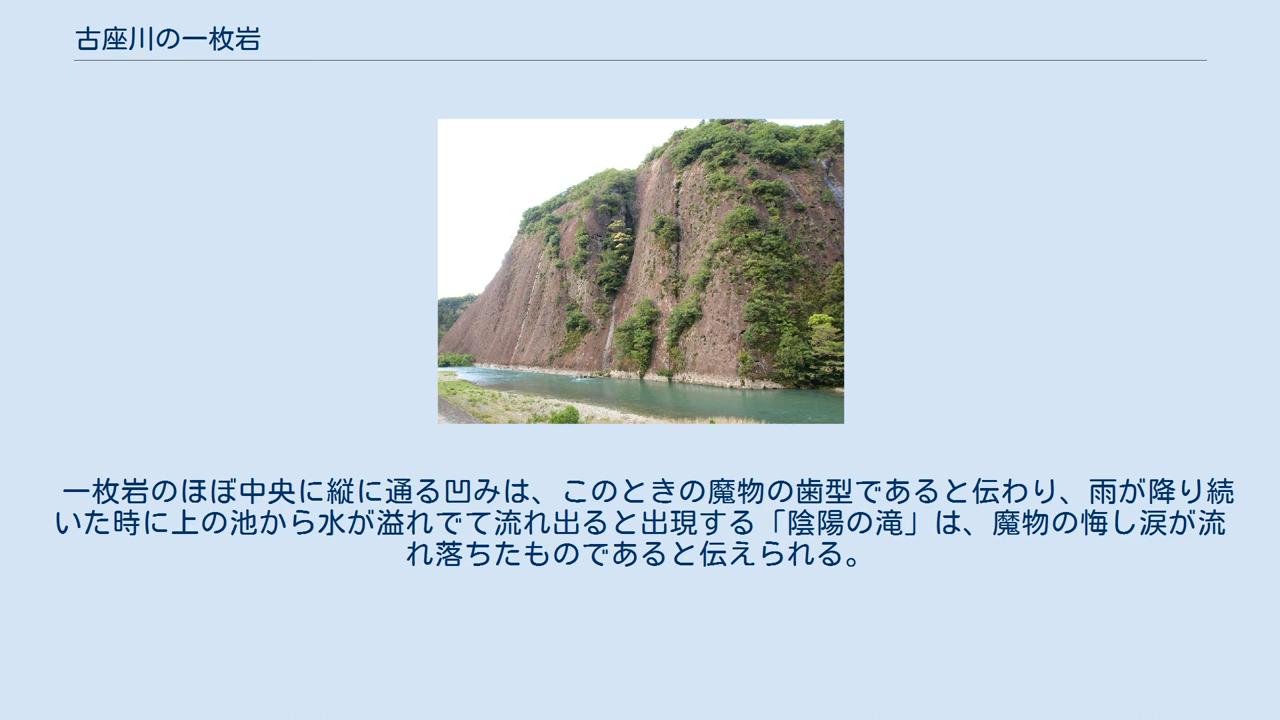 古座川の一枚岩
一枚岩のほぼ中央に縦に通る凹みは、このときの魔物の歯型であると伝わり、雨が降り続
いた時に上の池から水が溢れでて流れ出ると出現する「陰陽の滝」は、魔物の悔し涙が流
れ落ちたものであると伝えられる。